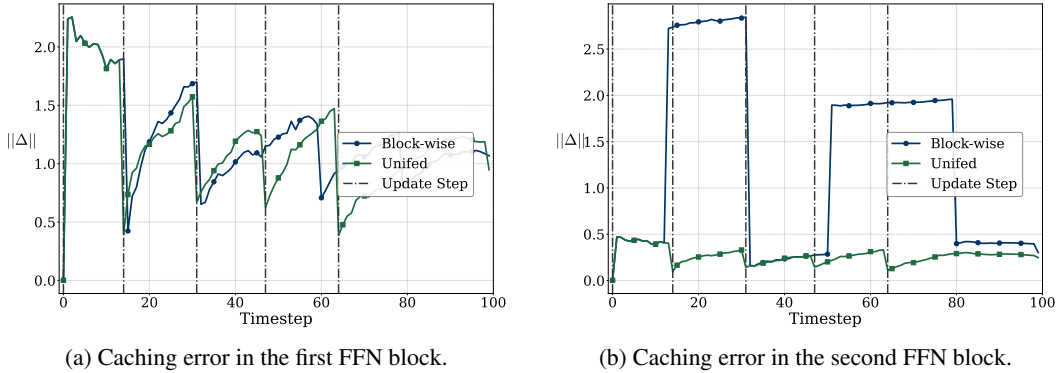 2.0
1.5
||Δ||
1.0
0.5
0.0
Block-wise
Unifed
Update Step
0
20
40
60
80
100
Timestep
(a) Caching error in the first FFN block.
2.5
2.0
||Δ||1.5
1.0
0.5
0.0
Block-wise
Unifed
Update Step
0
20
40
60
80
100
Timestep
(b) Caching error in the second FFN block.